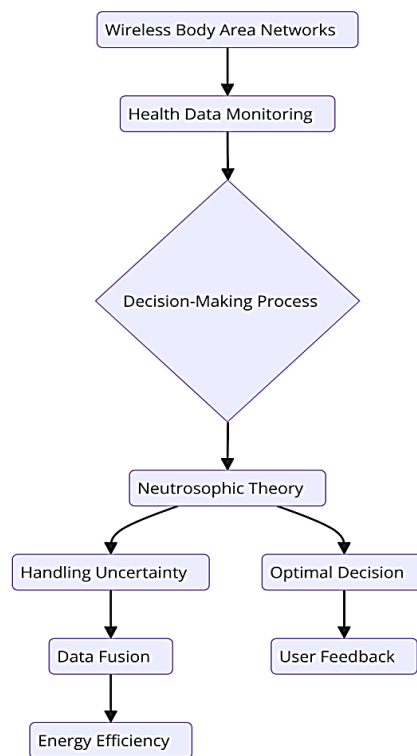 Wireless Body Area Networks
Health Data Monitoring
Decision-Making Process
Neutrosophic Theory
Handling Uncertainty
Optimal Decision
Data Fusion
User Feedback
Energy Efficiency